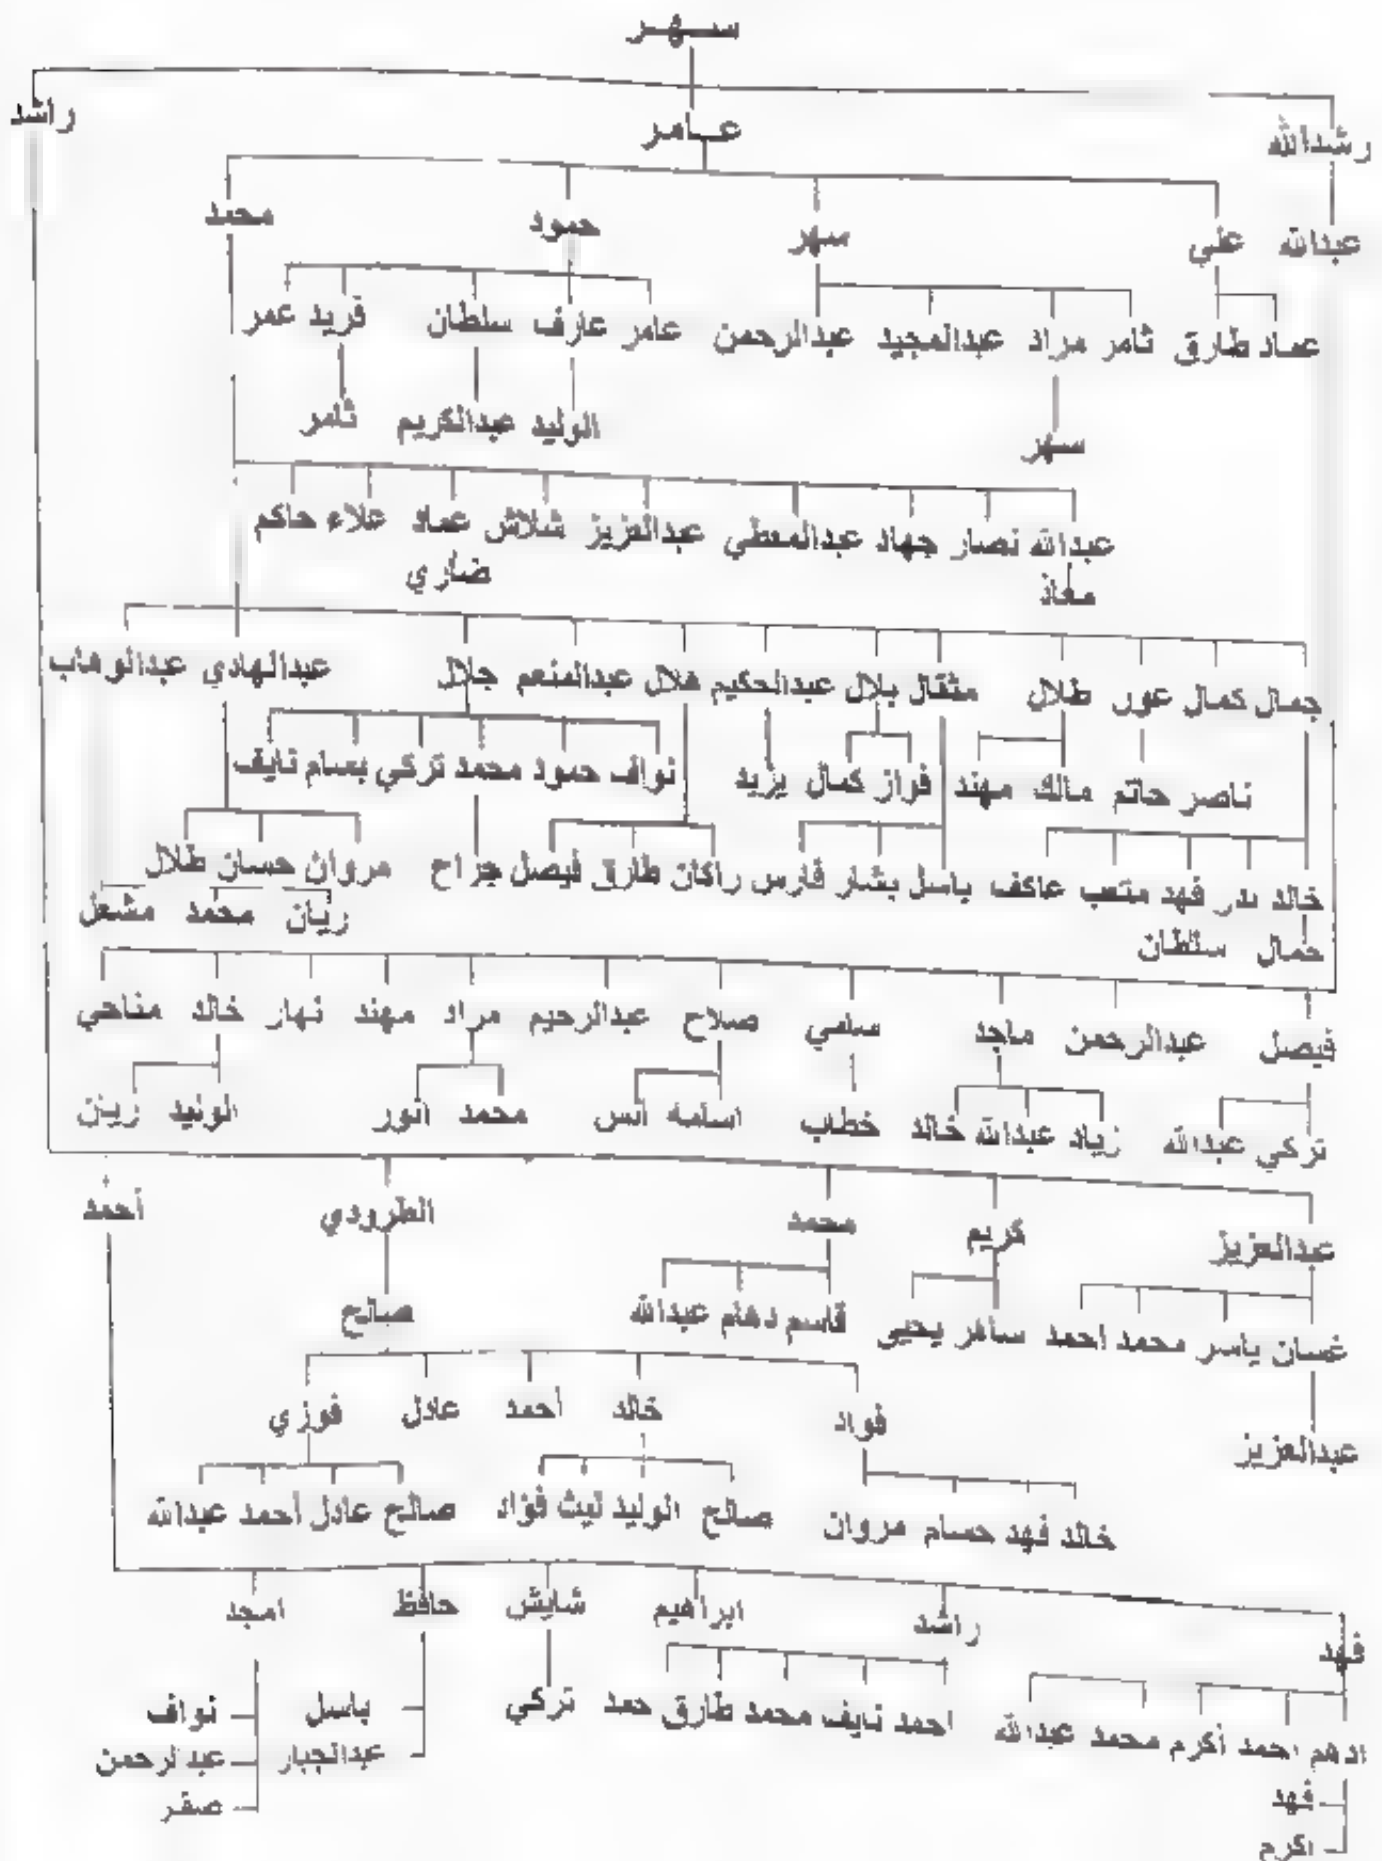 سهر
رشدالله عامر راشد
عبدالله علي سهر حمود محمد
عماد طارق ثامر مراد عبدالمجيد عبدالرحمن عامر عارف سلطان فريد عمر
سهر الوليد عبدالكريم ثامر
عبدالله نصار جهاد عبدالمعطي عبدالعزيز شلاش عماد علاء حاكم
معاذ ضاري
جمال كمال عون طلال مثقال بلال عبدالحكيم هلال عبدالمنعم جلال عبدالهادي عبدالوهاب
ناصر حاتم مالك مهند فواز كمال يزيد نواف حمود محمد تركي بسام نايف
خالد بدر فهد متعب عاكف باسل بشار فارس راكان طارق فيصل جراح مروان حسان طلال
جمال سلطان ريان محمد مشعل
فيصل عبدالرحمن ماجد سامي صلاح عبدالرحيم مراد مهند نهار خالد مناحي
تركي عبدالله زياد عبدالله خالد خطاب اسامه انس محمد انور الوليد ريان
عبدالعزيز كريم محمد الطرودي أحمد
غسان ياسر محمد احمد سافر يحيى قاسم دهام عبدالله صالح
عبدالعزيز فواد خالد أحمد عادل فوزي
خالد فهد حسام مروان صالح الوليد ليث فؤاد صالح عادل أحمد عبدالله
فهد راشد ابراهيم شايش حافظ امجد
ادهم احمد أكرم محمد عبدالله احمد نايف محمد طارق حمد تركي باسل نواف
عبدالجبار عبدالرحمن
فهد صقر
اكرم